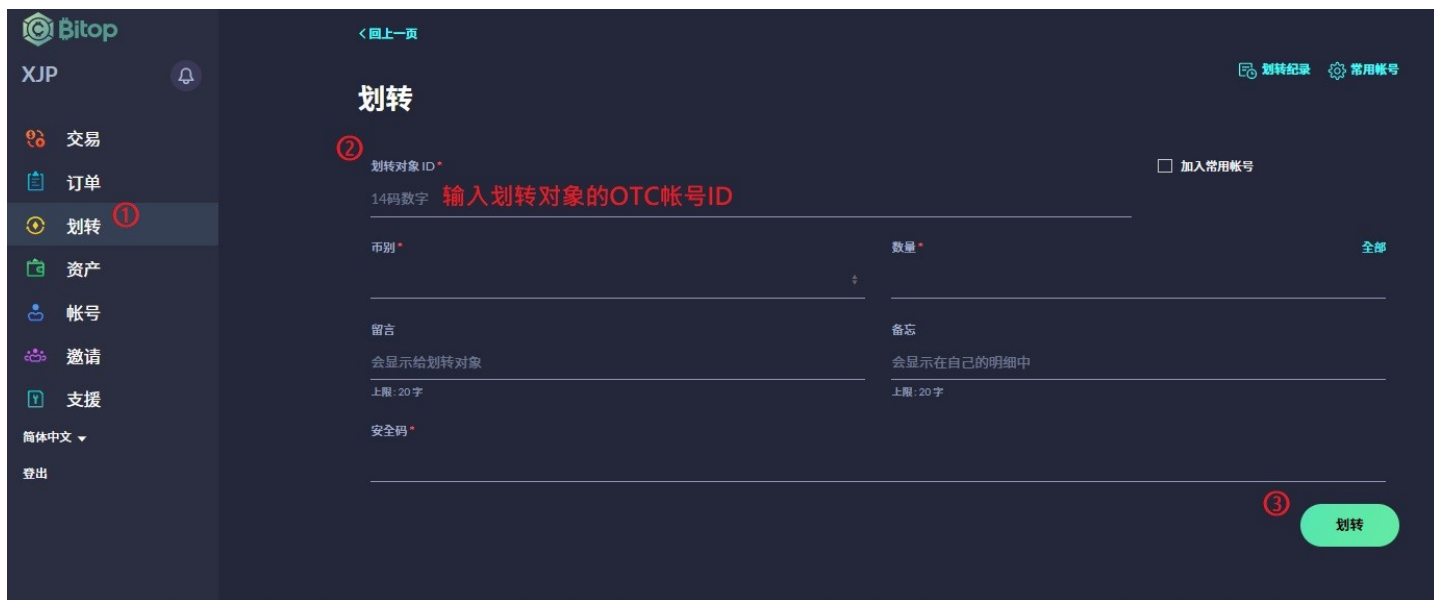 Bitop
XJP
交易
订单
划转 ①
资产
帐号
邀请
支援
简体中文
登出
回上一页
划转纪录 常用帐号
划转
②
划转对象 ID* 加入常用帐号
14码数字 输入划转对象的OTC帐号ID
币别* 数量* 全部
留言 备忘
会显示给划转对象 会显示在自己的明细中
上限: 20 字 上限: 20 字
安全码*
③
划转